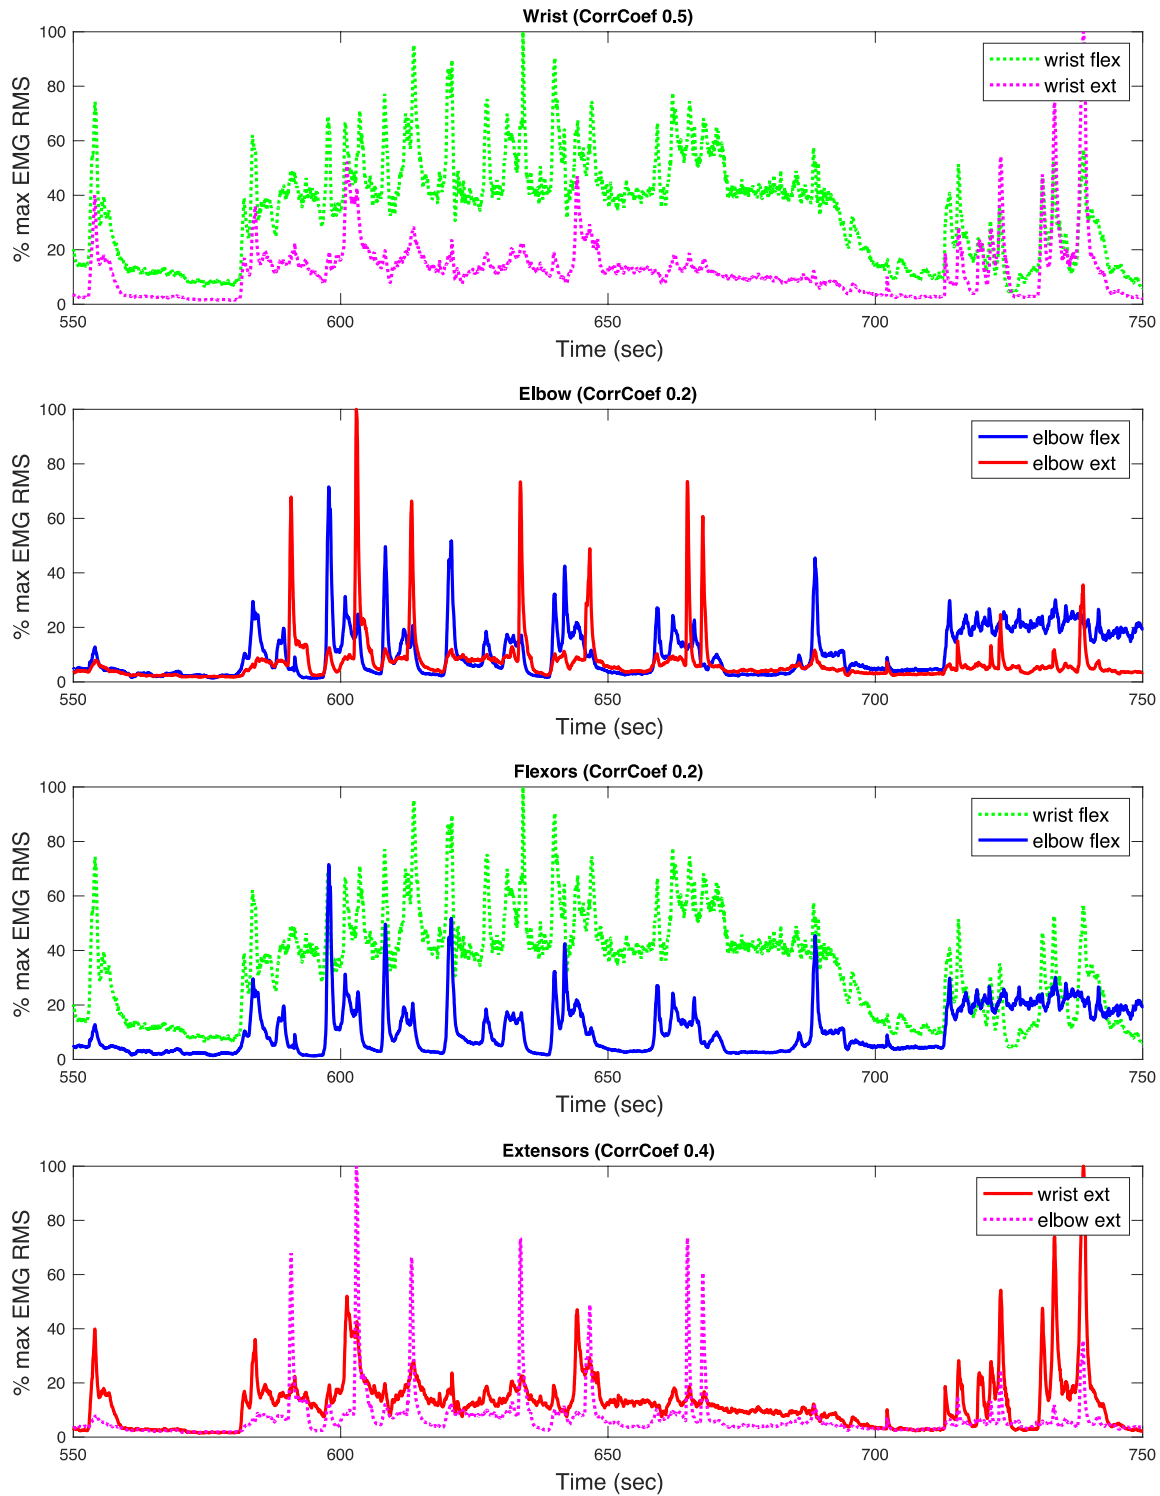 Wrist (CorrCoef 0.5)
100
80
60
40
20
0
% max EMG RMS
wrist flex
wrist ext
550
600
650
700
750
Time (sec)
Elbow (CorrCoef 0.2)
100
80
60
40
20
0
% max EMG RMS
elbow flex
elbow ext
550
600
650
700
750
Time (sec)
Flexors (CorrCoef 0.2)
100
80
60
40
20
0
% max EMG RMS
wrist flex
elbow flex
550
600
650
700
750
Time (sec)
Extensors (CorrCoef 0.4)
100
80
60
40
20
0
% max EMG RMS
wrist ext
elbow ext
550
600
650
700
750
Time (sec)